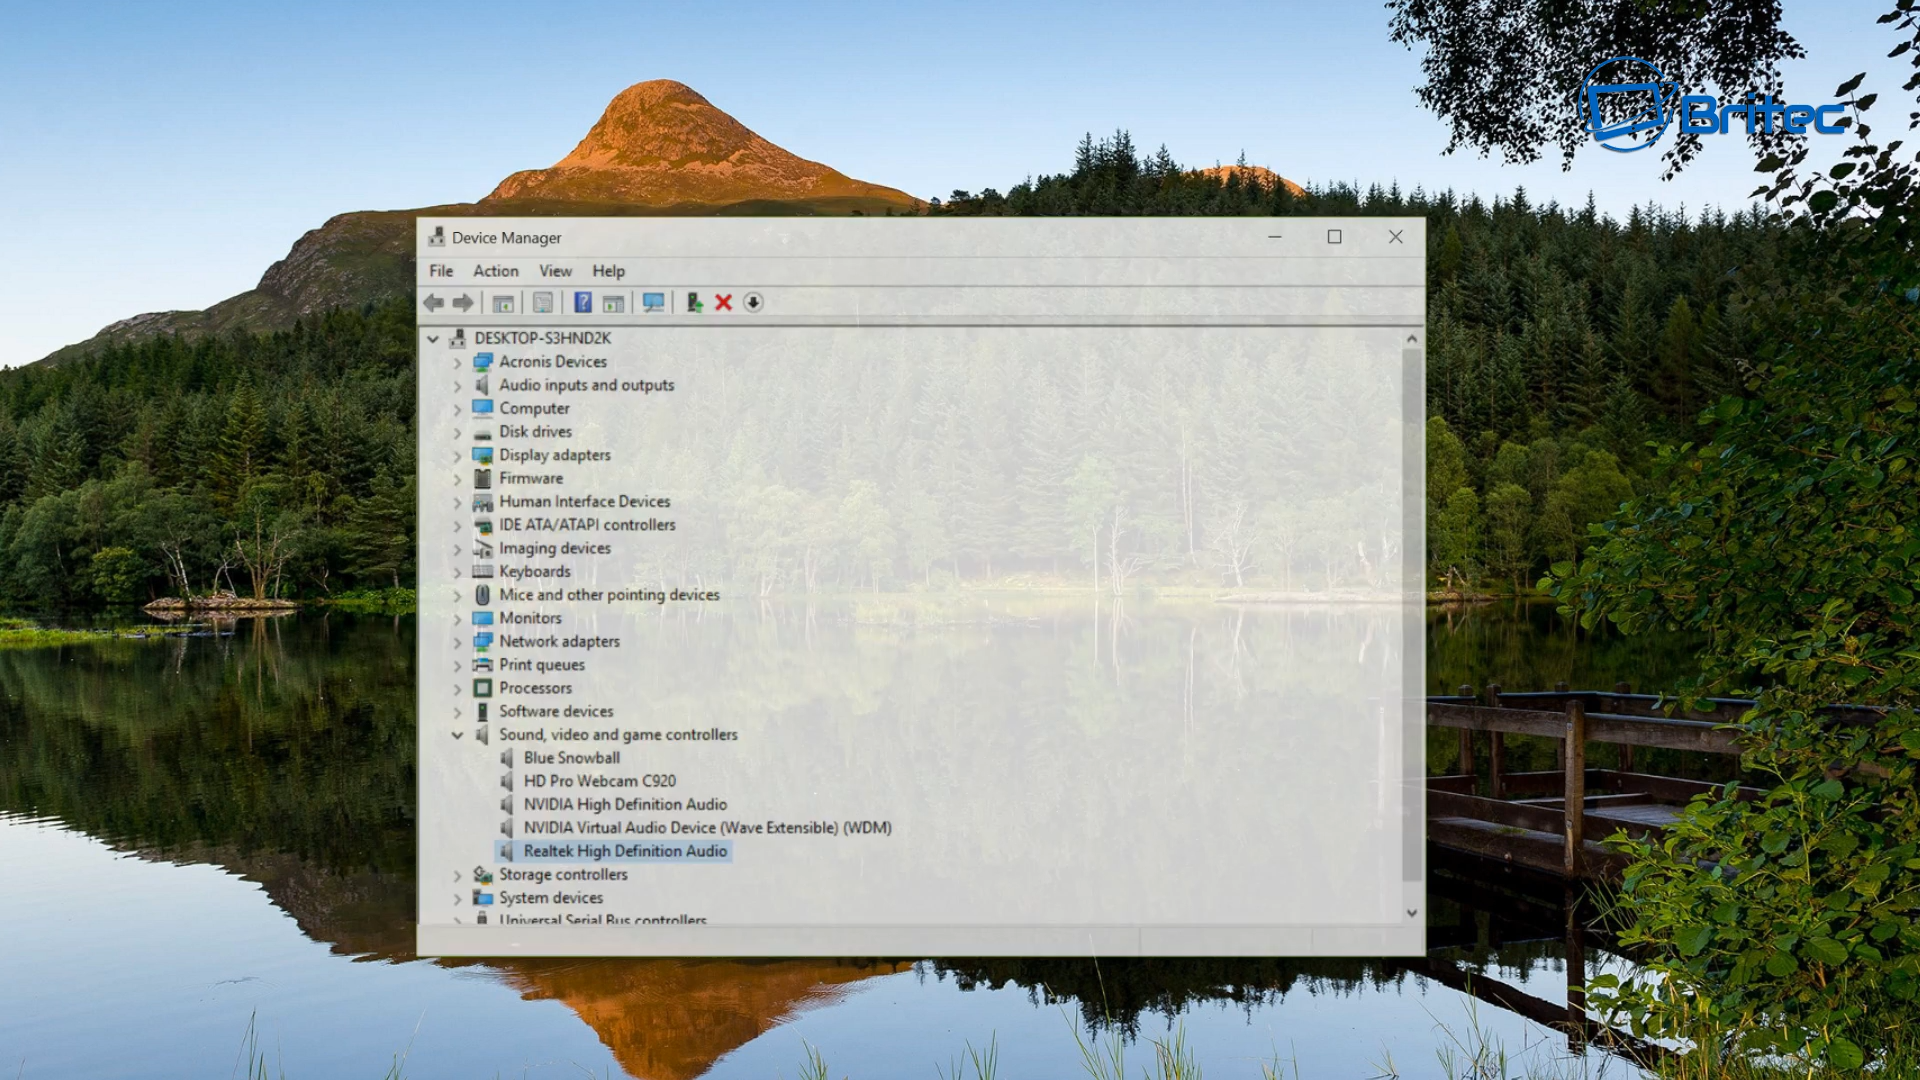 Britec
Device Manager
File Action View Help
DESKTOP-S3HND2K
Acronis Devices
Audio inputs and outputs
Computer
Disk drives
Display adapters
Firmware
Human Interface Devices
IDE ATA/ATAPI controllers
Imaging devices
Keyboards
Mice and other pointing devices
Monitors
Network adapters
Print queues
Processors
Software devices
Sound, video and game controllers
Blue Snowball
HD Pro Webcam C920
NVIDIA High Definition Audio
NVIDIA Virtual Audio Device (Wave Extensible) (WDM)
Realtek High Definition Audio
Storage controllers
System devices
Universal Serial Bus controllers